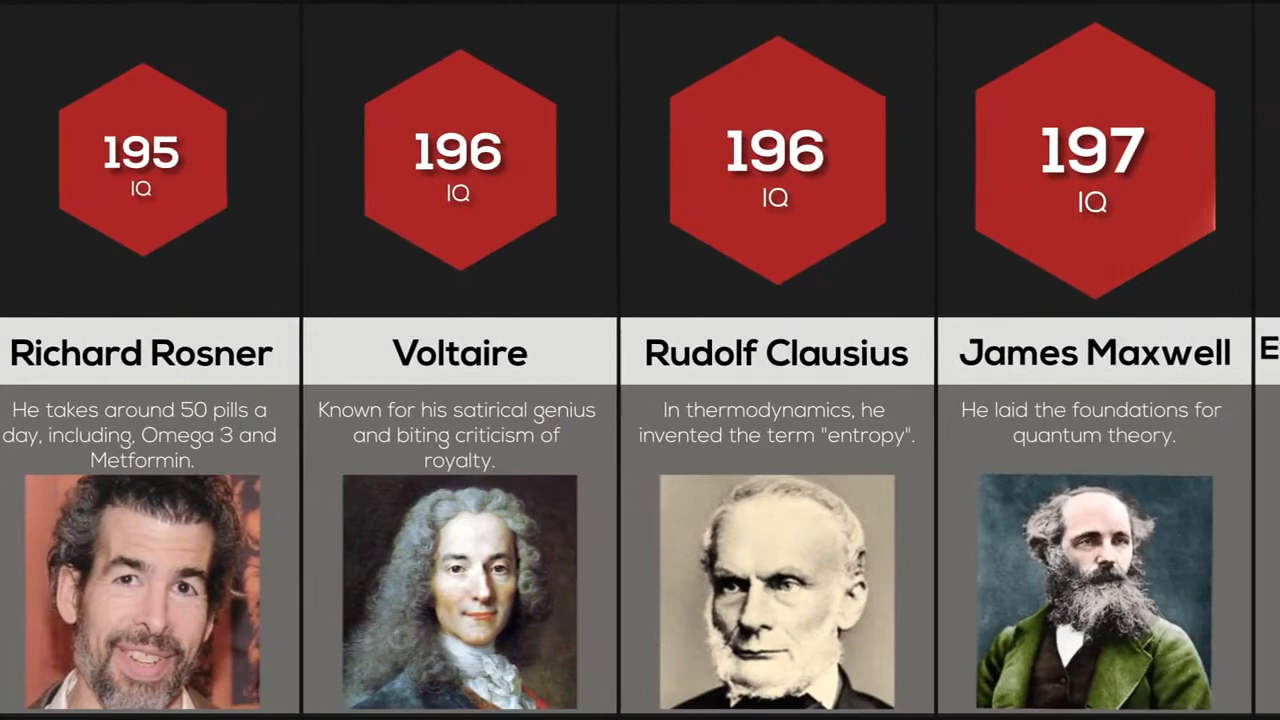 195
IQ
Richard Rosner
He takes around 50 pills a
day, including, Omega 3 and
Metformin.
196
IQ
Voltaire
Known for his satirical genius
and biting criticism of
royalty.
196
IQ
Rudolf Clausius
In thermodynamics, he
invented the term "entropy".
197
IQ
James Maxwell
He laid the foundations for
quantum theory.
E